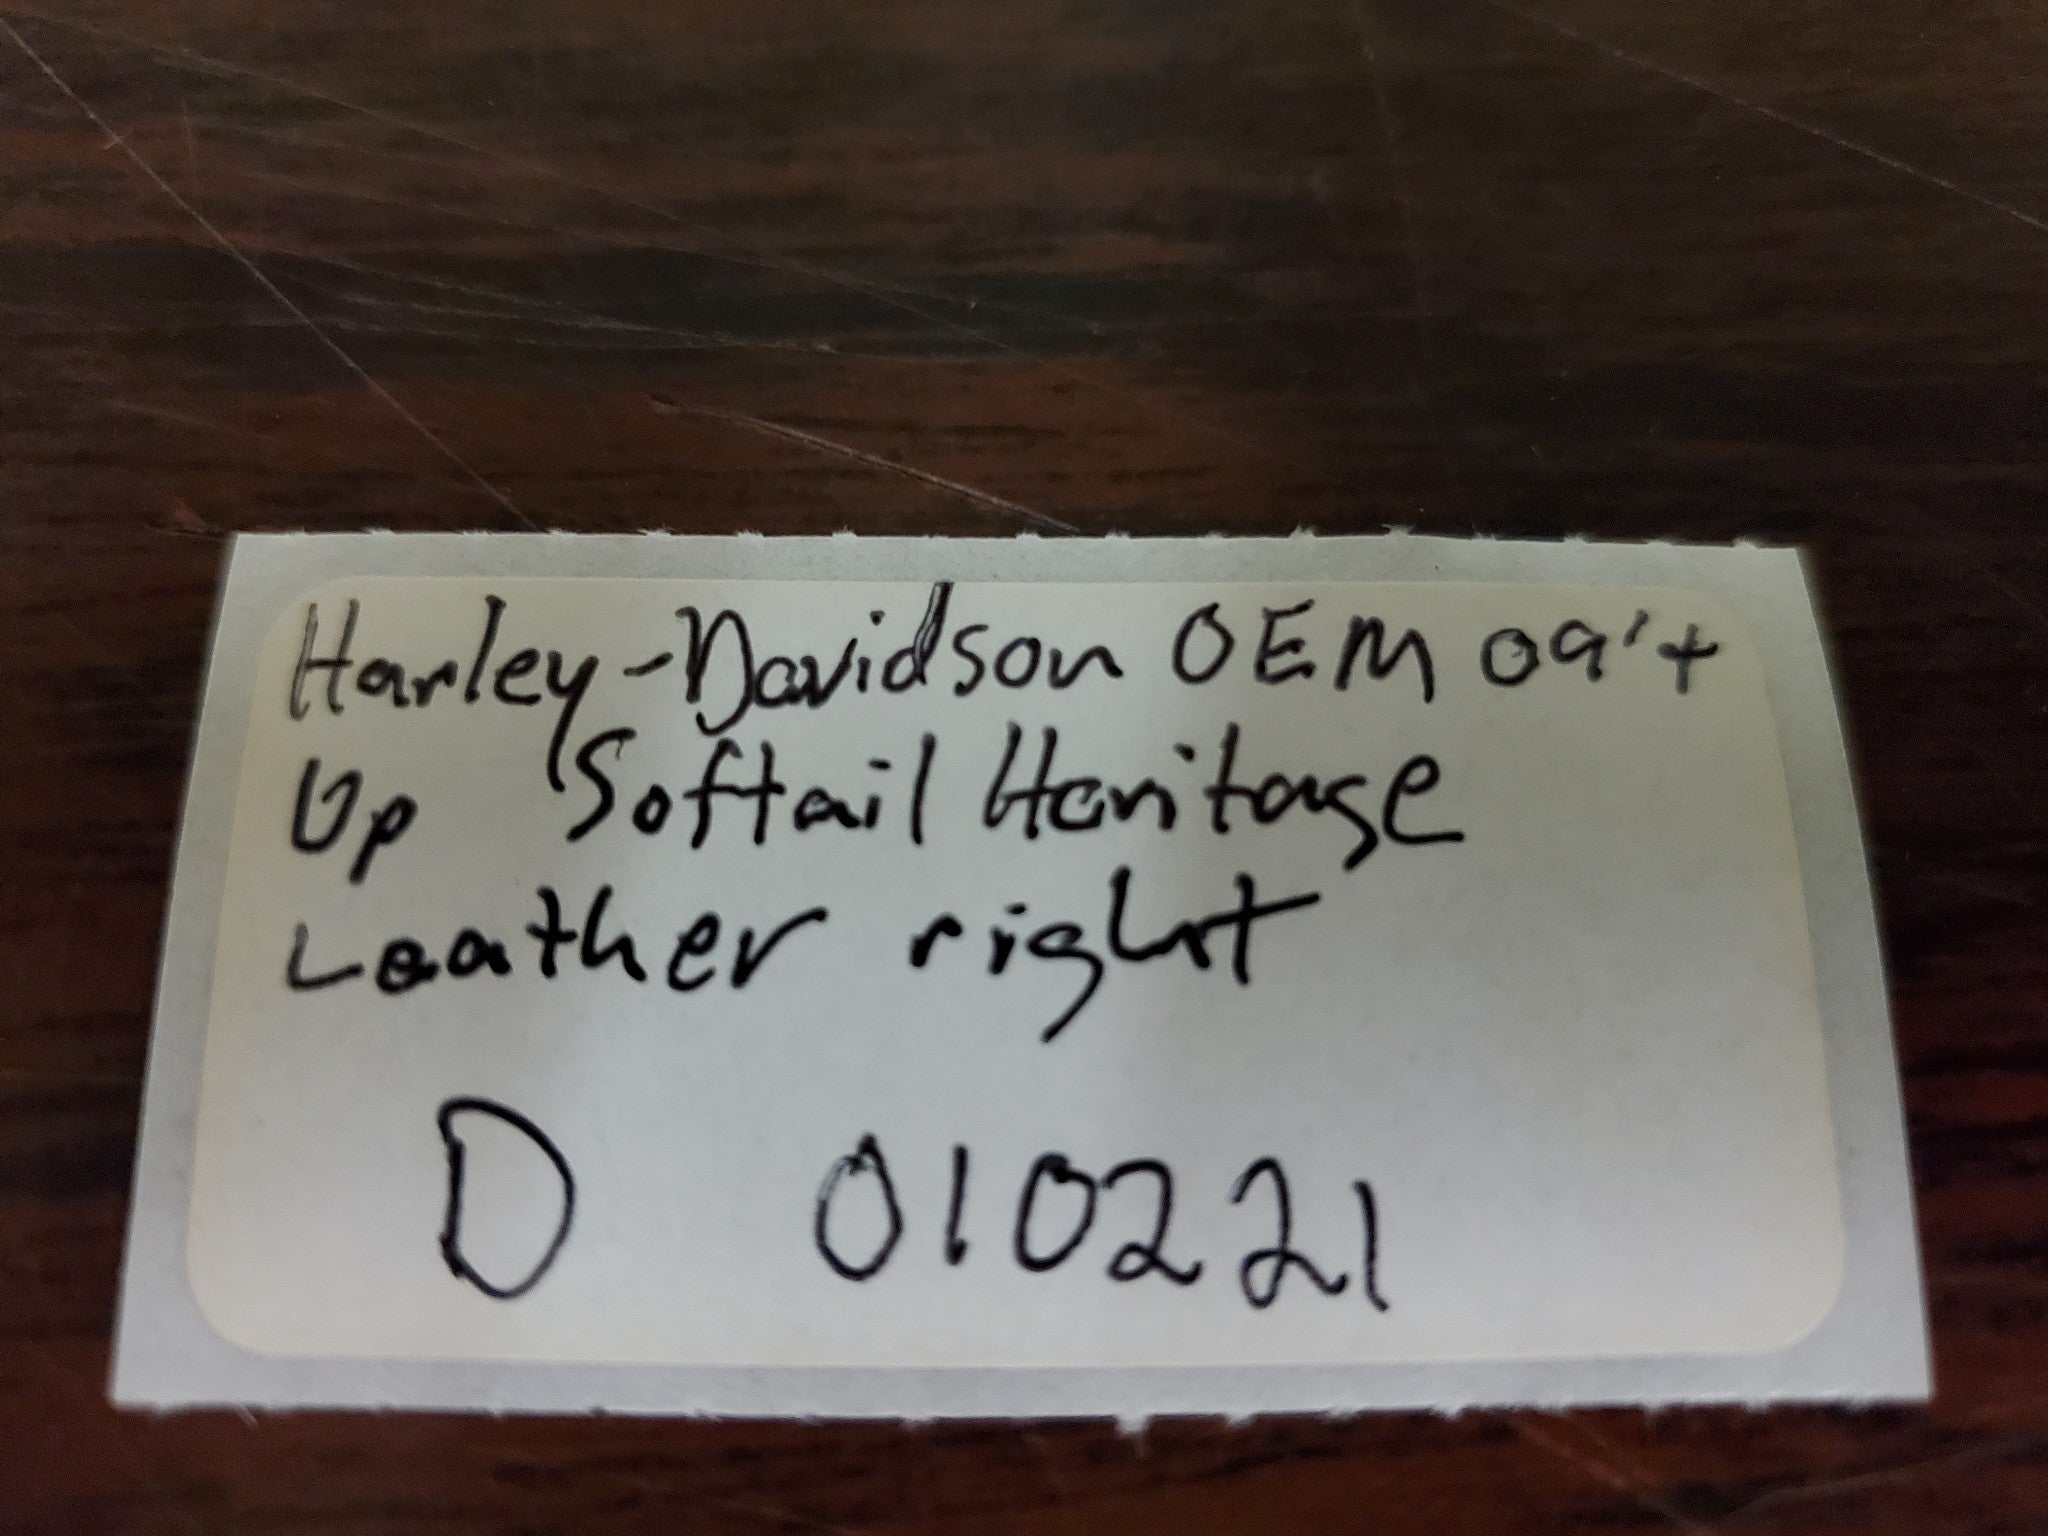 Harley-Davidson OEM 09'+
Up Softail Heritage
Leather right
D 010221